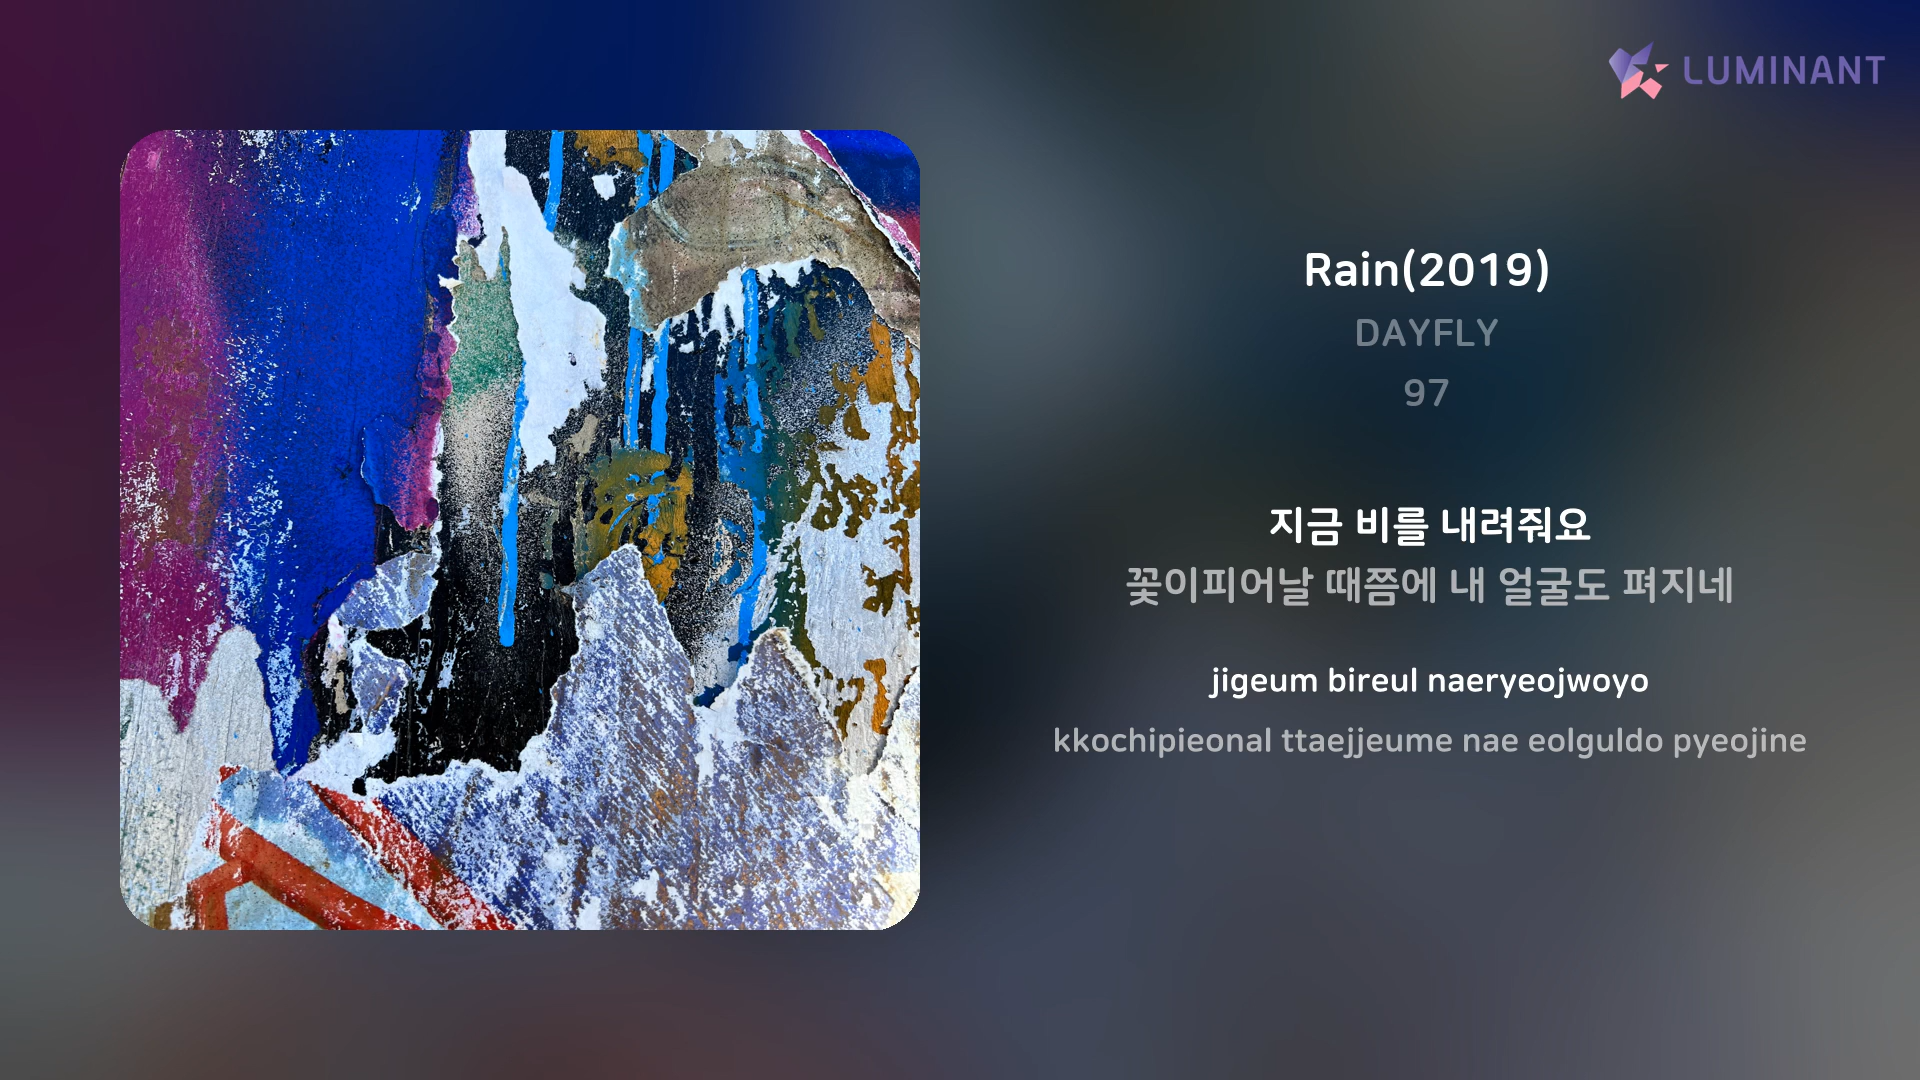 LUMINANT
Rain(2019)
DAYFLY
97
지금 비를 내려줘요
꽃이피어날 때쯤에 내 얼굴도 펴지네
jigeum bireul naeryeojwoyo
kkochipieonal ttaejjeume nae eolguldo pyeojine